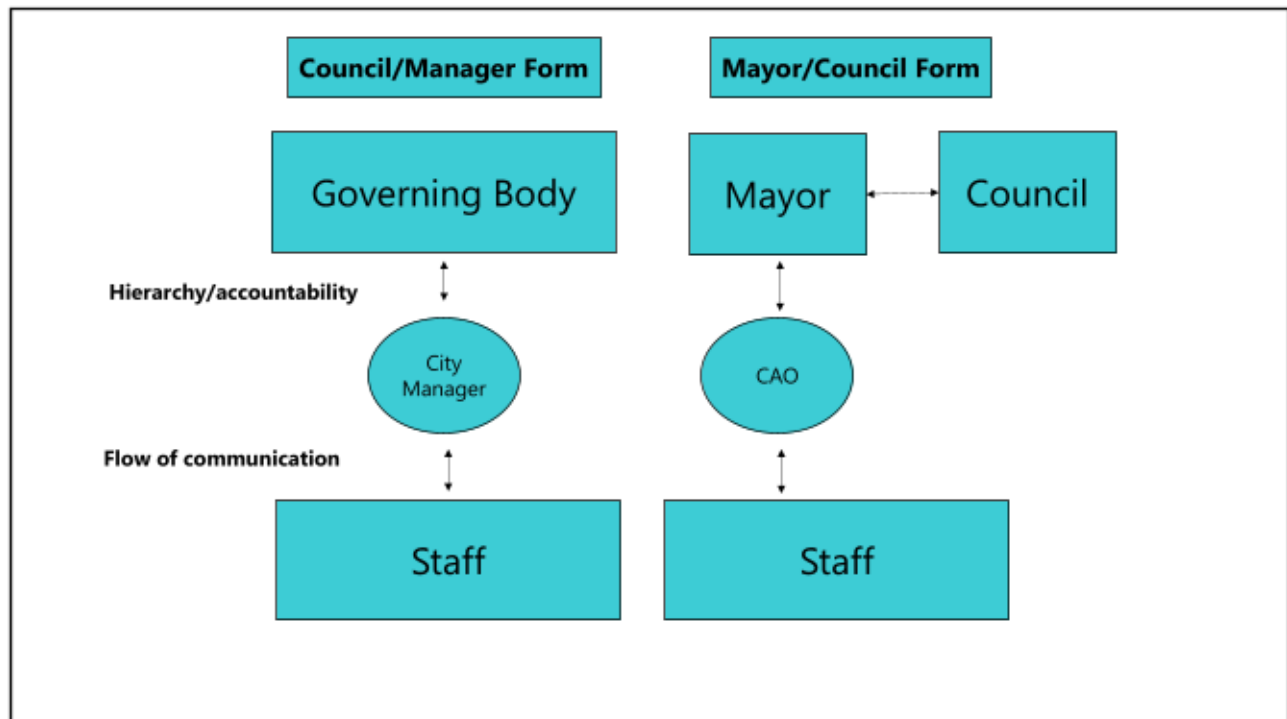 Council/Manager Form
Mayor/Council Form
Governing Body
Mayor
Council
Hierarchy/accountability
City
Manager
CAO
Flow of communication
Staff
Staff